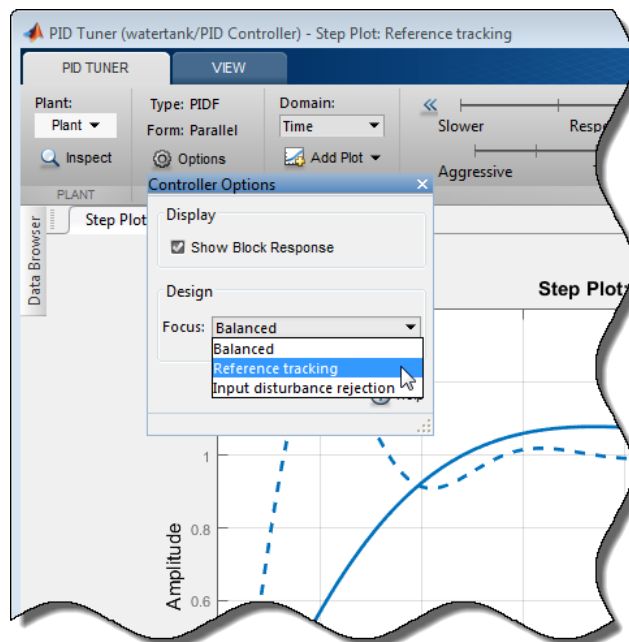 PID Tuner (watertank/PID Controller) - Step Plot: Reference tracking
PID TUNER
VIEW
Plant:
Plant
Inspect
PLANT
Type: PIDF
Form: Parallel
Options
Domain:
Time
Add Plot
Slower
Aggressive
Controller Options
Display
Show Block Response
Design
Focus: Balanced
Balanced
Reference tracking
Input disturbance rejection
Data Browser
Step Plot
Step Plot:
1
0.8
0.6
Amplitude